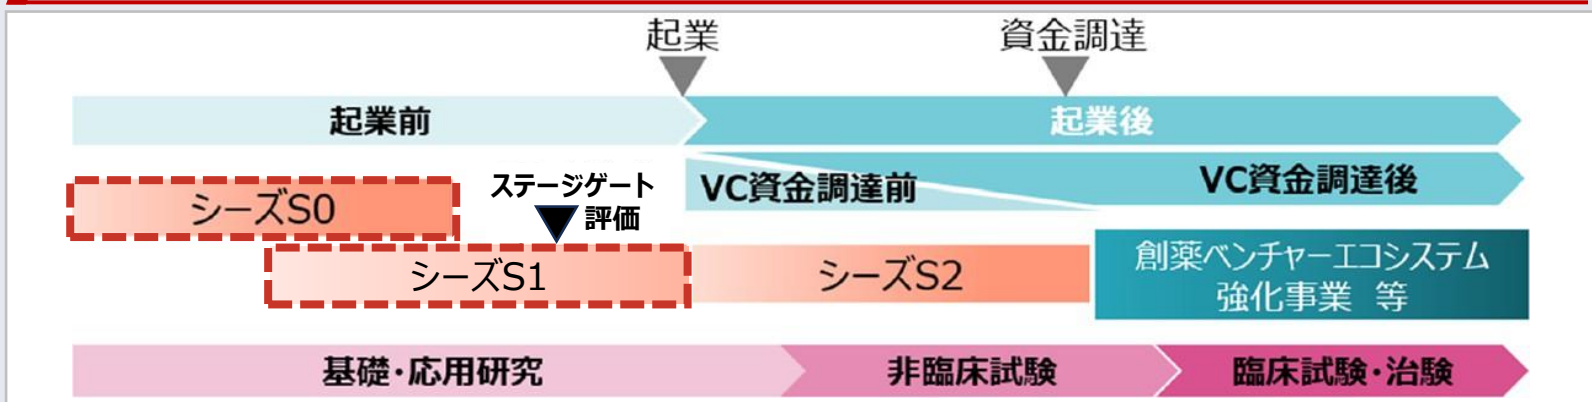 起業
資金調達
起業前
起業後
シーズS0
ステージゲート
評価
VC資金調達前
VC資金調達後
シーズS1
シーズS2
創薬ベンチャーエコシステム
強化事業 等
基礎・応用研究
非臨床試験
臨床試験・治験